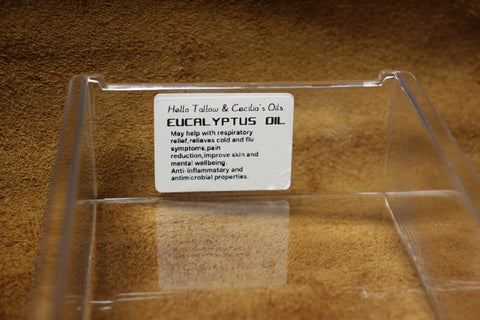 Hello Tallow & Cecilia's Oils
EUCALYPTUS OIL
May help with respiratory
relief,relieves cold and flu
symptoms,pain
reduction,improve skin and
mental wellbeing.
Anti-inflammatory and
antimicrobial properties.